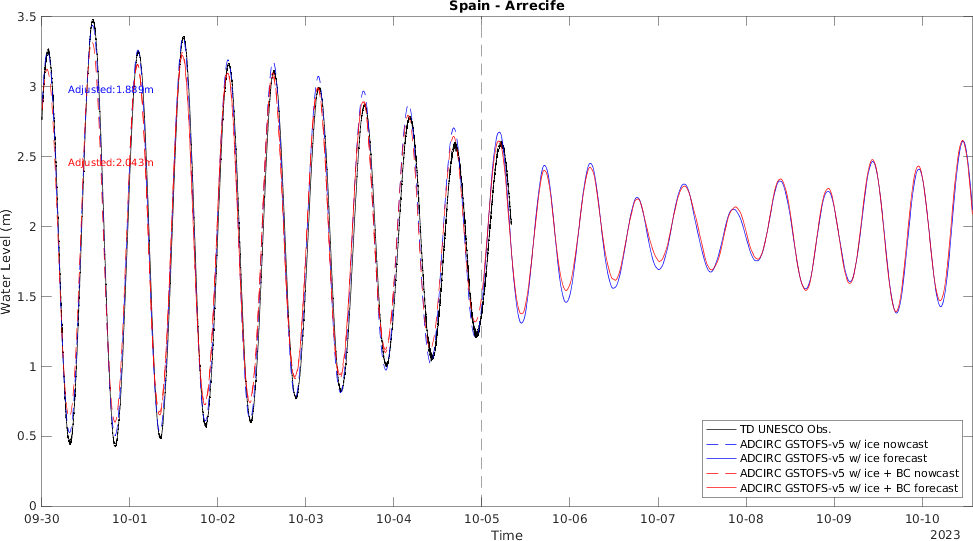 Spain - Arrecife
3.5
3
2.5
2
1.5
1
0.5
0
Water Level (m)
Adjusted:1.889m
Adjusted:2.043m
TD UNESCO Obs.
ADCIRC GSTOFS-v5 w/ ice nowcast
ADCIRC GSTOFS-v5 w/ ice forecast
ADCIRC GSTOFS-v5 w/ ice + BC nowcast
ADCIRC GSTOFS-v5 w/ ice + BC forecast
09-30 10-01 10-02 10-03 10-04 10-05 10-06 10-07 10-08 10-09 10-10
Time
2023